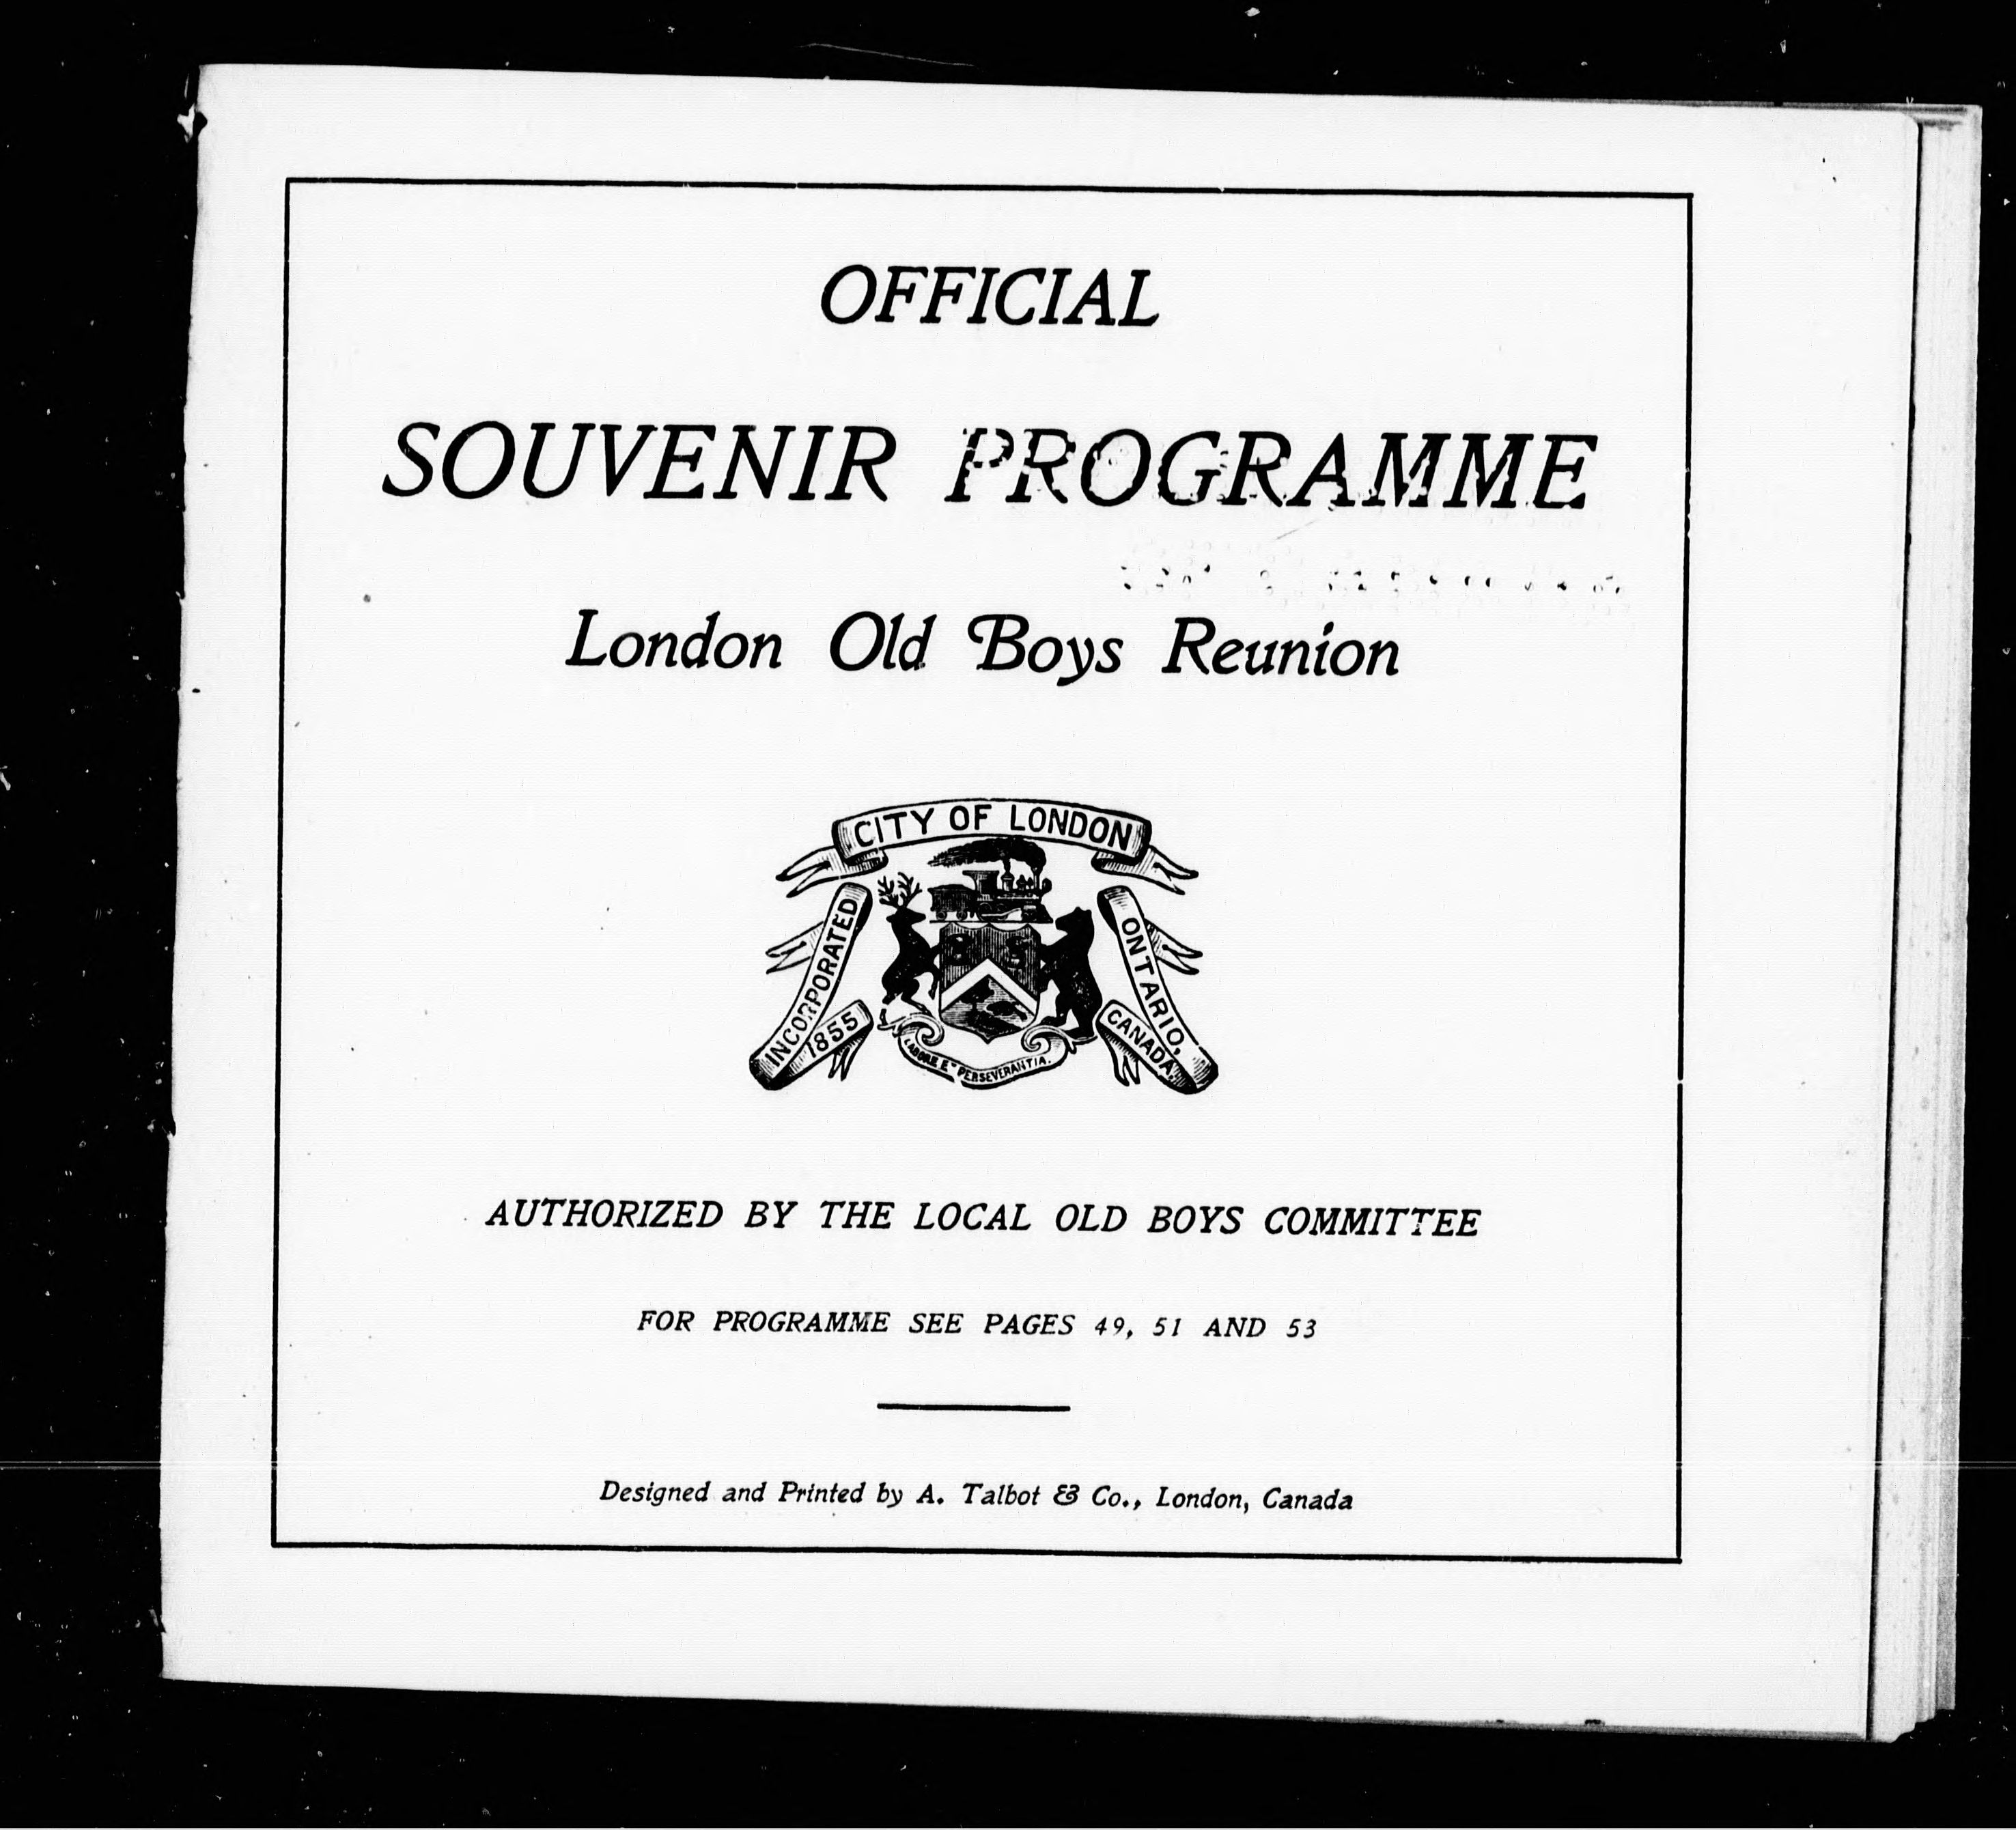 OFFICIAL
SOUVENIR PROGRAMME
London Old Boys Reunion
CITY OF LONDON
INCORPORATED
1855
ONTARIO,
CANADA
LABORE ET PERSEVERANTIA.
AUTHORIZED BY THE LOCAL OLD BOYS COMMITTEE
FOR PROGRAMME SEE PAGES 49, 51 AND 53
Designed and Printed by A. Talbot & Co., London, Canada